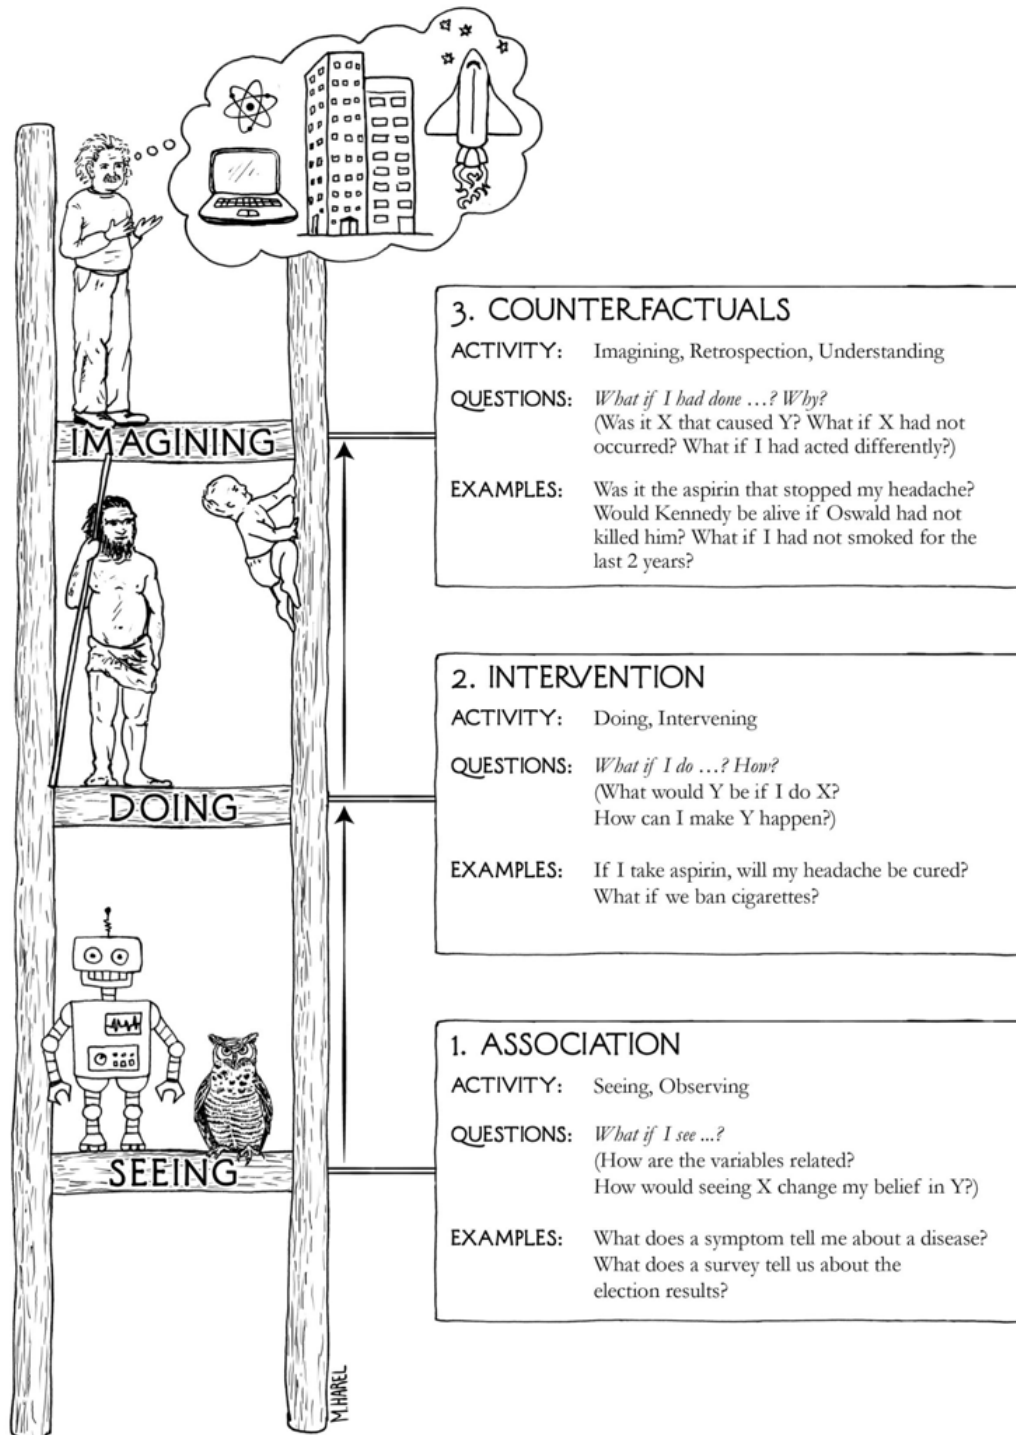 3. COUNTERFACTUALS
ACTIVITY: Imagining, Retrospection, Understanding
QUESTIONS: What if I had done …? Why?
(Was it X that caused Y? What if X had not
occurred? What if I had acted differently?)
EXAMPLES: Was it the aspirin that stopped my headache?
Would Kennedy be alive if Oswald had not
killed him? What if I had not smoked for the
last 2 years?
IMAGINING
2. INTERVENTION
ACTIVITY: Doing, Intervening
QUESTIONS: What if I do …? How?
(What would Y be if I do X?
How can I make Y happen?)
EXAMPLES: If I take aspirin, will my headache be cured?
What if we ban cigarettes?
DOING
1. ASSOCIATION
ACTIVITY: Seeing, Observing
QUESTIONS: What if I see ...?
(How are the variables related?
How would seeing X change my belief in Y?)
EXAMPLES: What does a symptom tell me about a disease?
What does a survey tell us about the
election results?
SEEING
M.HAREL